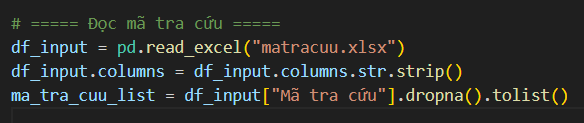 # ===== Đọc mã tra cứu =====
df_input = pd.read_excel("matracuu.xlsx")
df_input.columns = df_input.columns.str.strip()
ma_tra_cuu_list = df_input["Mã tra cứu"].dropna().tolist()